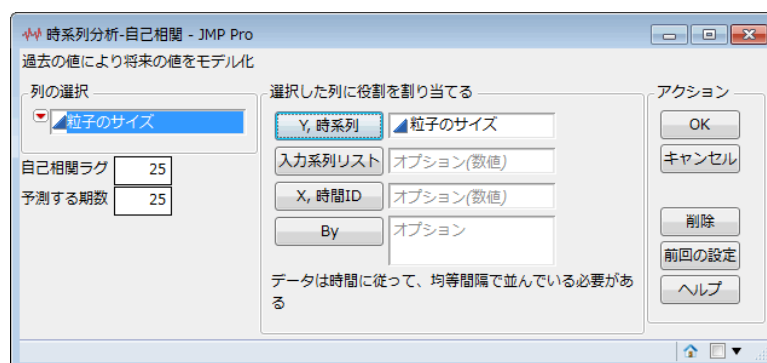 時系列分析-自己相関 - JMP Pro
過去の値により将来の値をモデル化
列の選択
粒子のサイズ
自己相関ラグ 25
予測する期数 25
選択した列に役割を割り当てる
Y, 時系列 粒子のサイズ
入力系列リスト オプション(数値)
X, 時間ID オプション(数値)
By オプション
データは時間に従って、均等間隔で並んでいる必要があ
る
アクション
OK
キャンセル
削除
前回の設定
ヘルプ